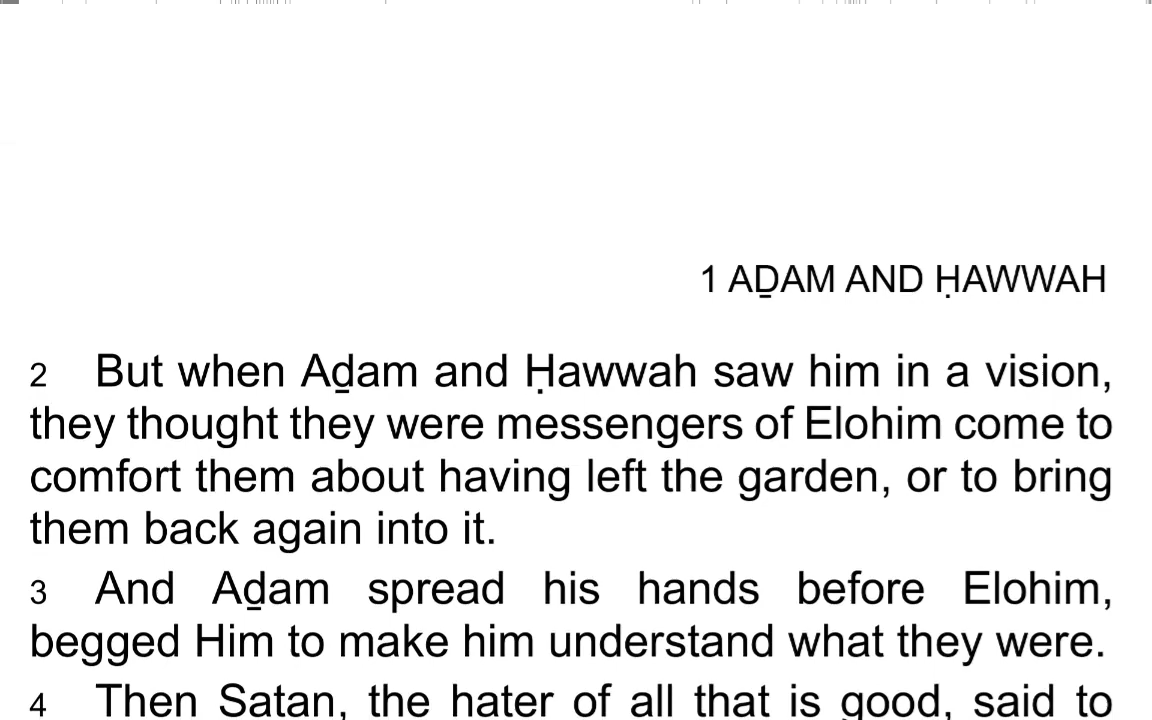 1 AḎAM AND ḤAWWAH
2 But when Aḏam and Ḥawwah saw him in a vision,
they thought they were messengers of Elohim come to
comfort them about having left the garden, or to bring
them back again into it.
3 And Aḏam spread his hands before Elohim,
begged Him to make him understand what they were.
4 Then Satan, the hater of all that is good, said to